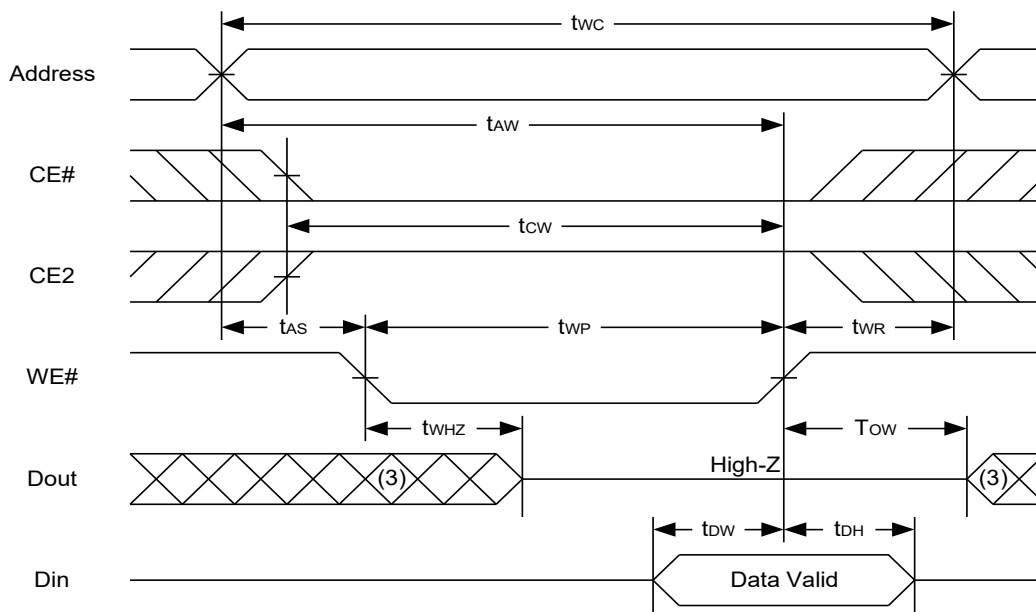 tWC
Address
tAW
CE#
tCW
CE2
tAS tWP tWR
WE#
tWHZ TOW
High-Z
Dout (3) (3)
tDW tDH
Din Data Valid